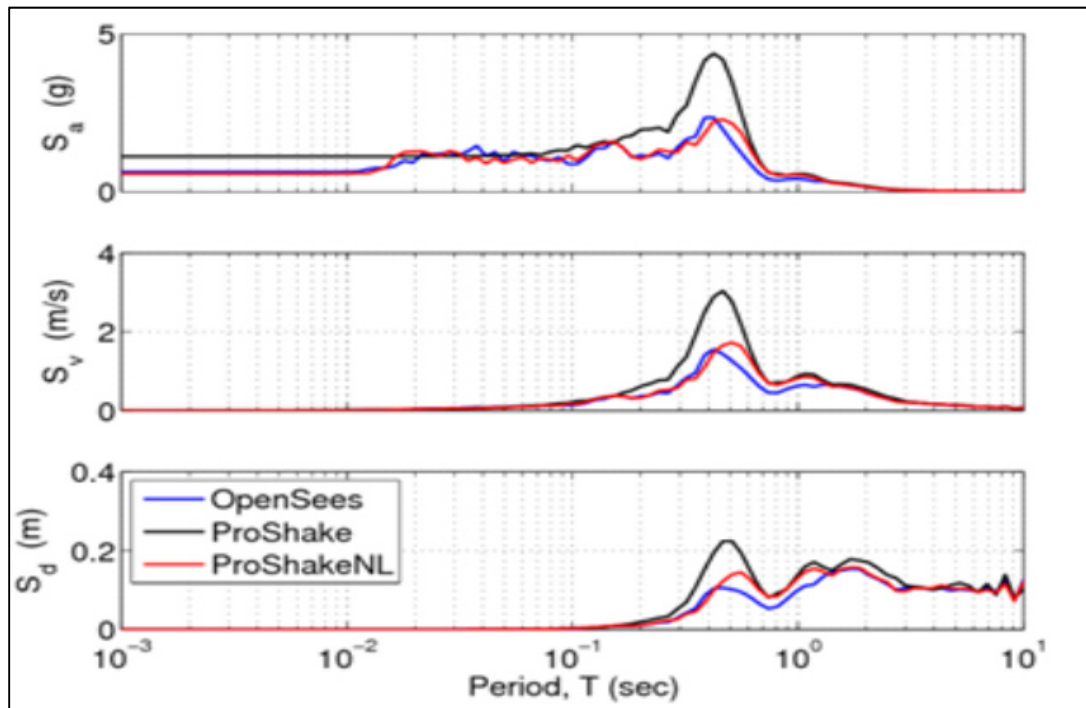 5
0
S_a (g)
4
2
0
S_v (m/s)
0.4
0.2
0
S_d (m)
OpenSees
ProShake
ProShakeNL
10^-3
10^-2
10^-1
10^0
10^1
Period, T (sec)